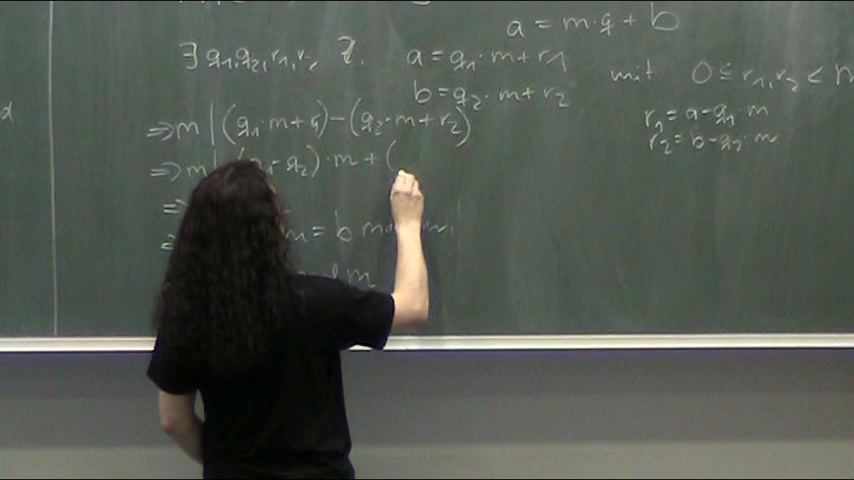 a = m·q + b
∃ q₁,q₂,r₁,r₂ ℤ. a = q₁·m + r₁
mit 0 ≤ r₁,r₂ < m
b = q₂·m + r₂
r₁ = a - q₁·m
⇒ m | (q₁·m + r₁) - (q₂·m + r₂)
r₂ = b - q₂·m
⇒ m - q₂)·m + (
⇒
m = b
m
d